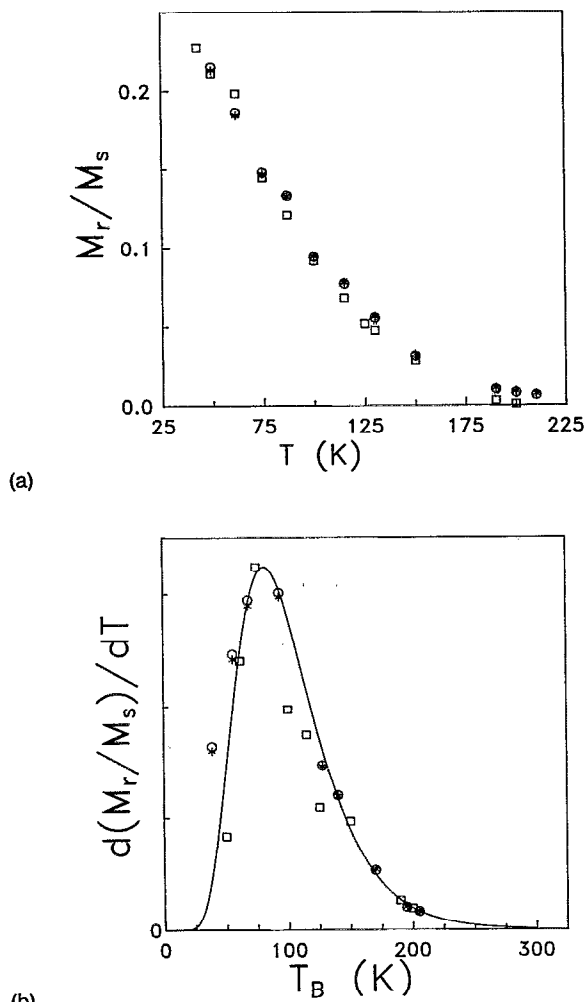 0.2
0.1
0.0
M_r/M_s
25 75 125 175 225
T (K)
(a)
d(M_r/M_s)/dT
0
0 100 200 300
T_B (K)
(b)